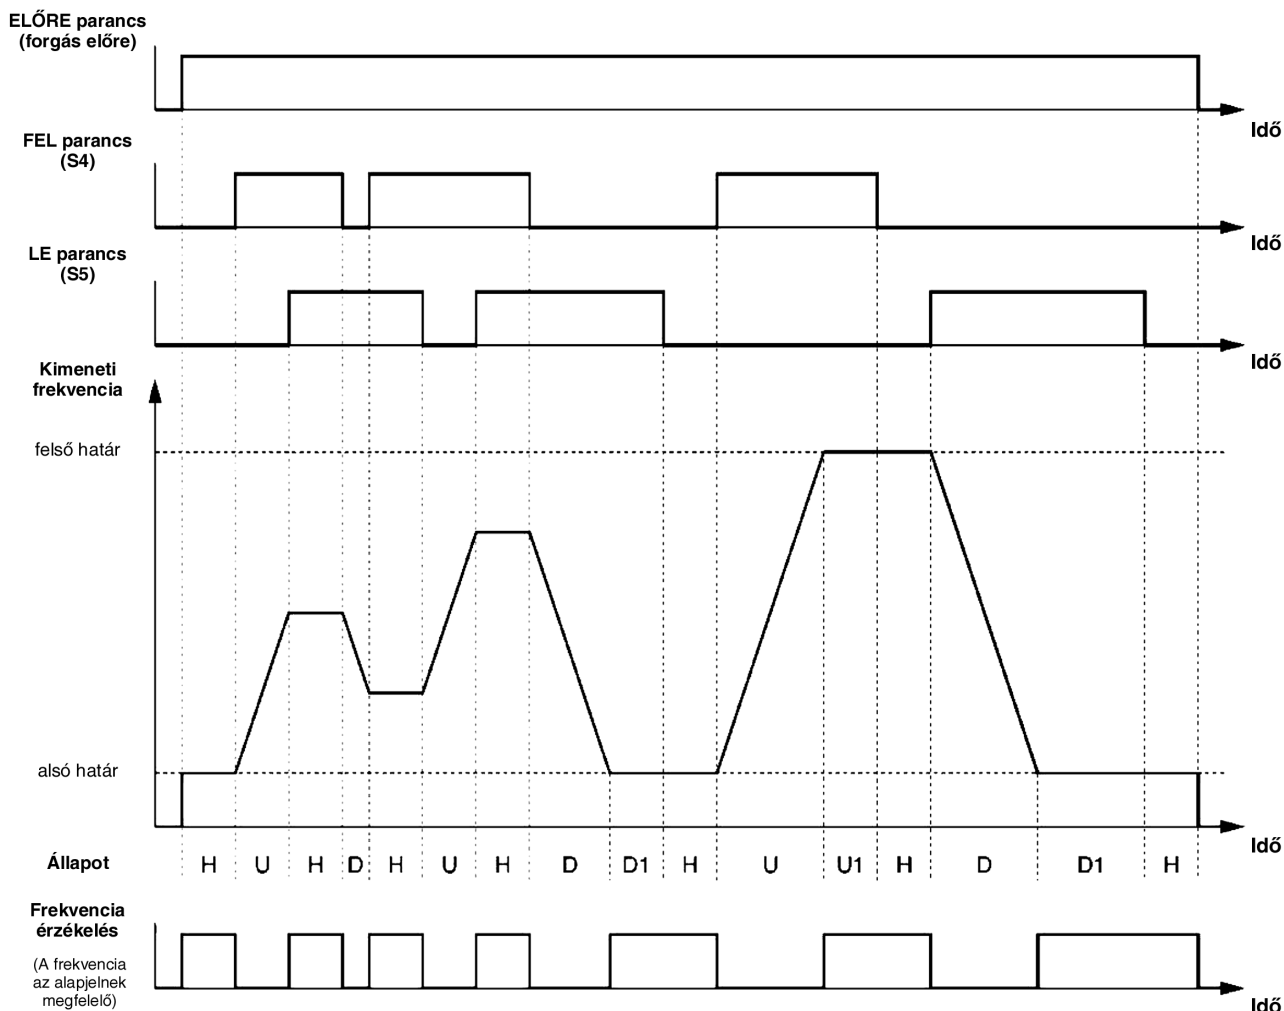 ELŐRE parancs
(forgás előre)
Idő
FEL parancs
(S4)
Idő
LE parancs
(S5)
Idő
Kimeneti
frekvencia
felső határ
alsó határ
Idő
Állapot
H U H D H U H D D1 H U U1 H D D1 H
Frekvencia
érzékelés
(A frekvencia
az alapjelnek
megfelelő)
Idő